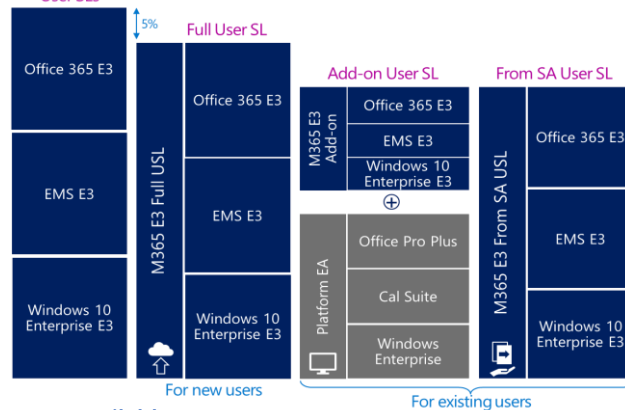 5%
Full User SL
Add-on User SL
From SA User SL
Office 365 E3
EMS E3
Windows 10
Enterprise E3
M365 E3 Full USL
Office 365 E3
EMS E3
Windows 10
Enterprise E3
For new users
M365 E3
Add-on
Office 365 E3
EMS E3
Windows 10
Enterprise E3
Platform EA
Office Pro Plus
Cal Suite
Windows
Enterprise
M365 E3 From SA USL
Office 365 E3
EMS E3
Windows 10
Enterprise E3
For existing users